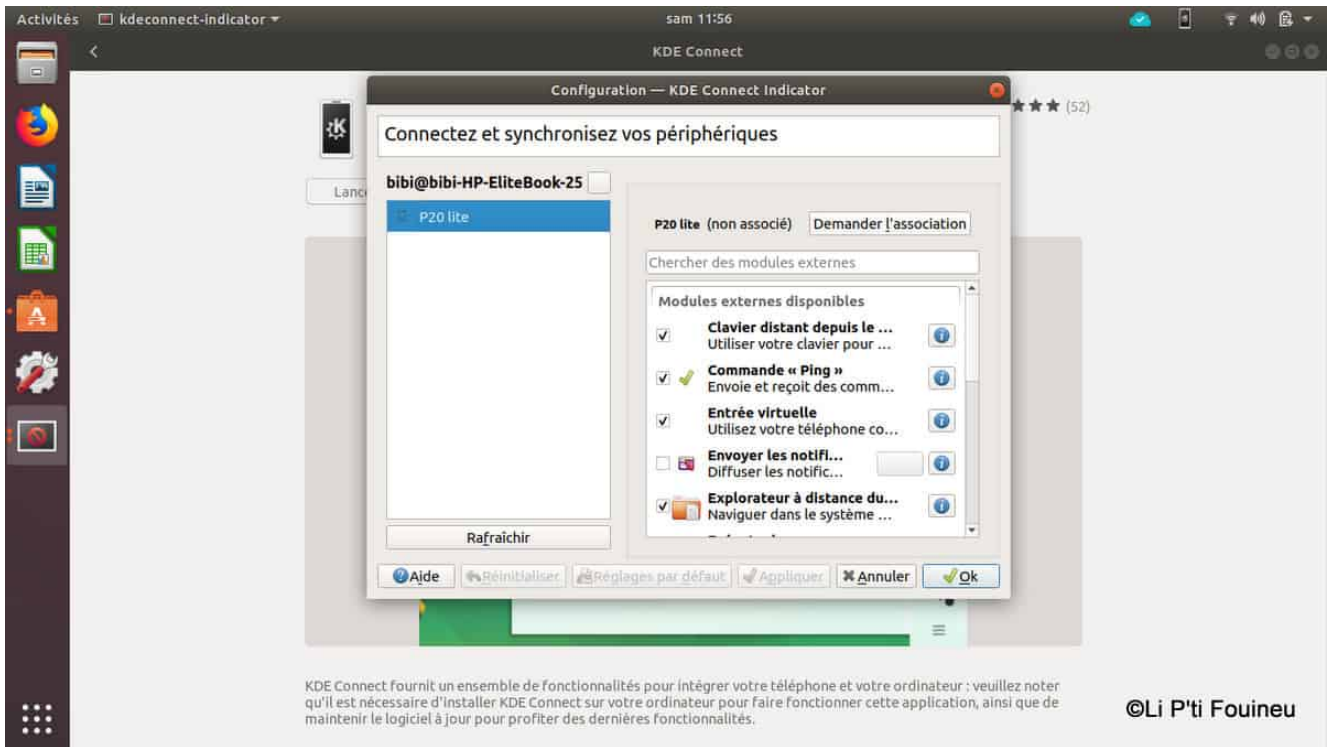 Activités kdeconnect-indicator sam 11:56
KDE Connect
Configuration — KDE Connect Indicator
(52)
Connectez et synchronisez vos périphériques
bibi@bibi-HP-EliteBook-25
P20 lite
P20 lite (non associé) Demander l'association
Chercher des modules externes
Modules externes disponibles
Clavier distant depuis le ...
Utiliser votre clavier pour ...
Commande « Ping »
Envoie et reçoit des comm...
Entrée virtuelle
Utilisez votre téléphone co...
Envoyer les notifi...
Diffuser les notific...
Explorateur à distance du...
Naviguer dans le système ...
Rafraîchir
Aide Réinitialiser Réglages par défaut Appliquer Annuler Ok
KDE Connect fournit un ensemble de fonctionnalités pour intégrer votre téléphone et votre ordinateur : veuillez noter
qu'il est nécessaire d'installer KDE Connect sur votre ordinateur pour faire fonctionner cette application, ainsi que de
maintenir le logiciel à jour pour profiter des dernières fonctionnalités.
©Li P'ti Fouineu